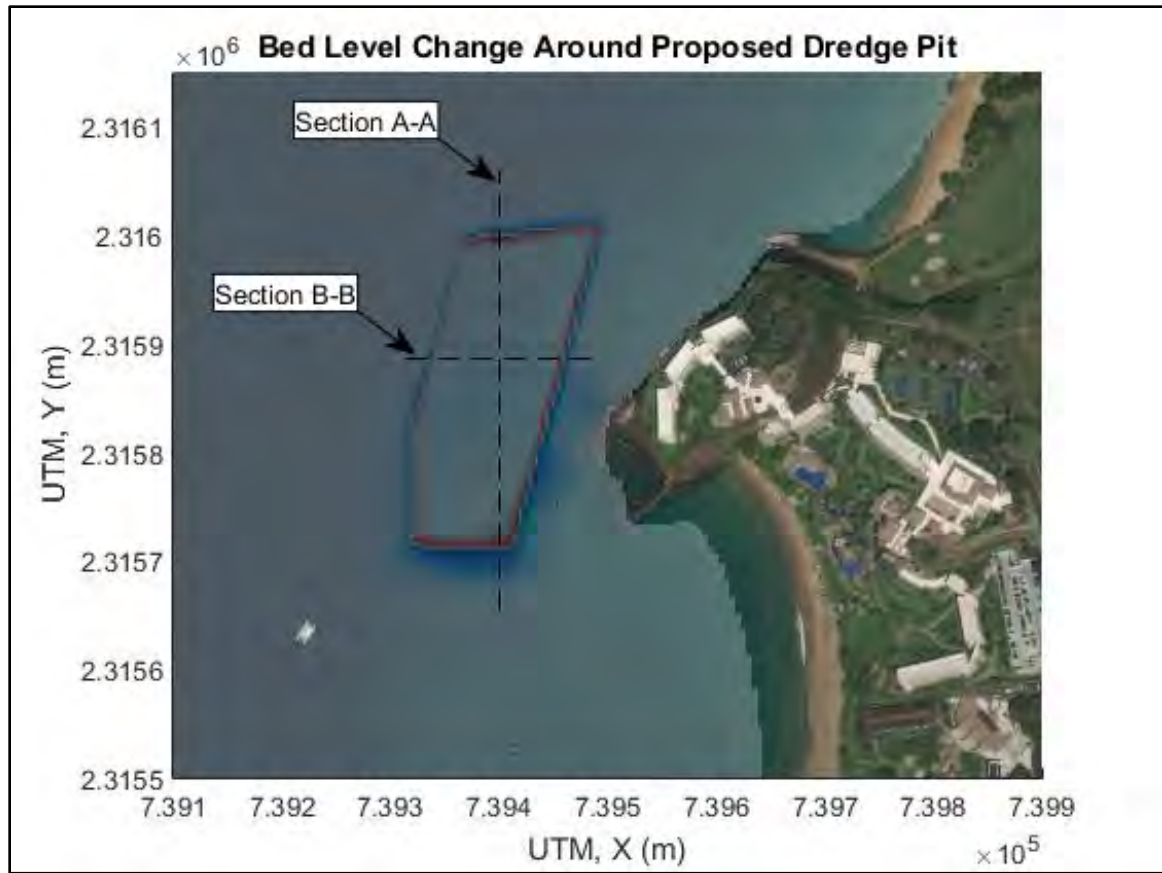 × 10^6 Bed Level Change Around Proposed Dredge Pit
Section A-A
Section B-B
UTM, Y (m)
2.3161
2.316
2.3159
2.3158
2.3157
2.3156
2.3155
7.391 7.392 7.393 7.394 7.395 7.396 7.397 7.398 7.399
UTM, X (m)
× 10^5